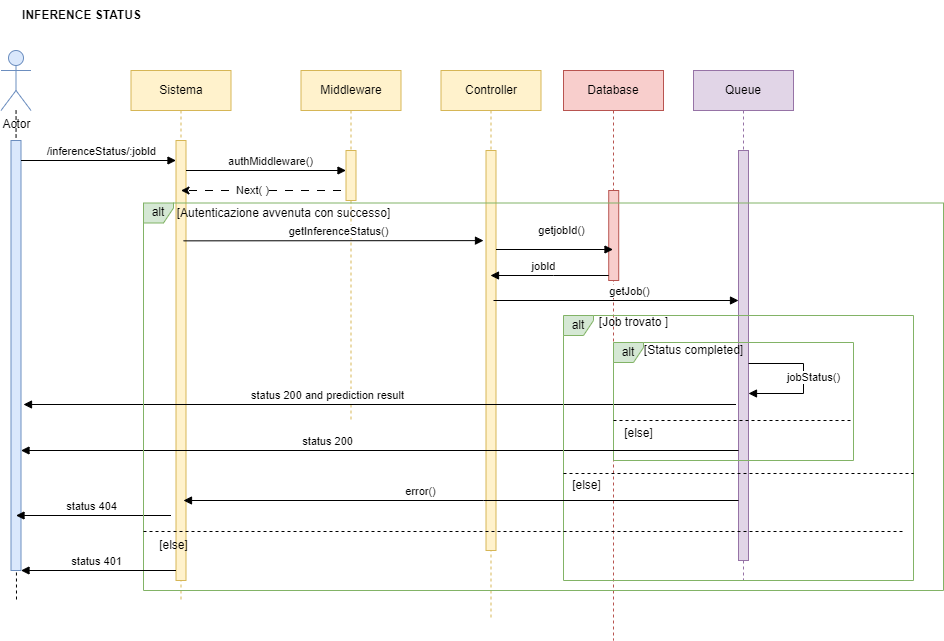 INFERENCE STATUS
Actor
Sistema
Middleware
Controller
Database
Queue
/inferenceStatus/:jobId
authMiddleware()
Next( )
alt
[Autenticazione avvenuta con successo]
getInferenceStatus()
getjobId()
jobId
getJob()
alt
[Job trovato ]
alt
[Status completed]
jobStatus()
status 200 and prediction result
[else]
status 200
[else]
error()
status 404
[else]
status 401